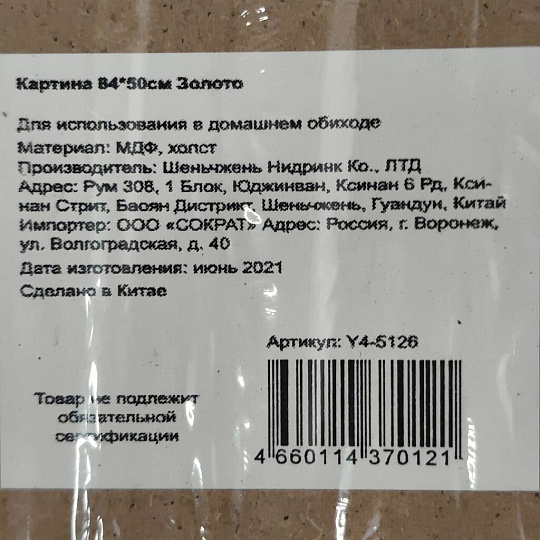 Картина 84*50см Золото
Для использования в домашнем обиходе
Материал: МДФ, холст
Производитель: Шеньчжень Нидринк Ко., ЛТД
Адрес: Рум 308, 1 Блок, Юджинван, Ксинан 6 Рд, Кси-
нан Стрит, Баоян Дистрикт, Шеньчжень, Гуандун, Китай
Импортер: ООО «СОКРАТ» Адрес: Россия, г. Воронеж,
ул. Волгоградская, д. 40
Дата изготовления: июнь 2021
Сделано в Китае
Артикул: Y4-5126
Товар не подлежит
обязательной
сертификации
4 660114 370121